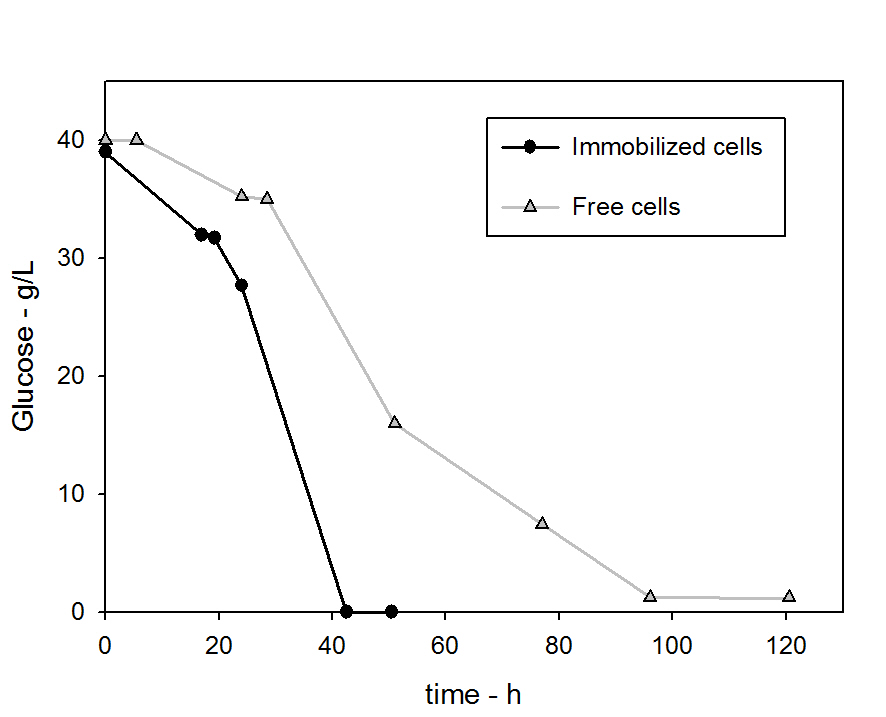 Immobilized cells
Free cells
Glucose - g/L
40
30
20
10
0
0 20 40 60 80 100 120
time - h